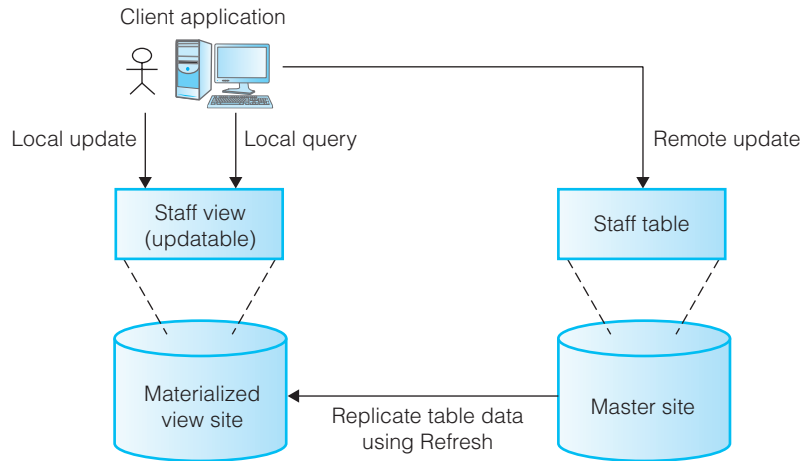 Client application
Local update
Local query
Remote update
Staff view
(updatable)
Staff table
Materialized
view site
Replicate table data
using Refresh
Master site